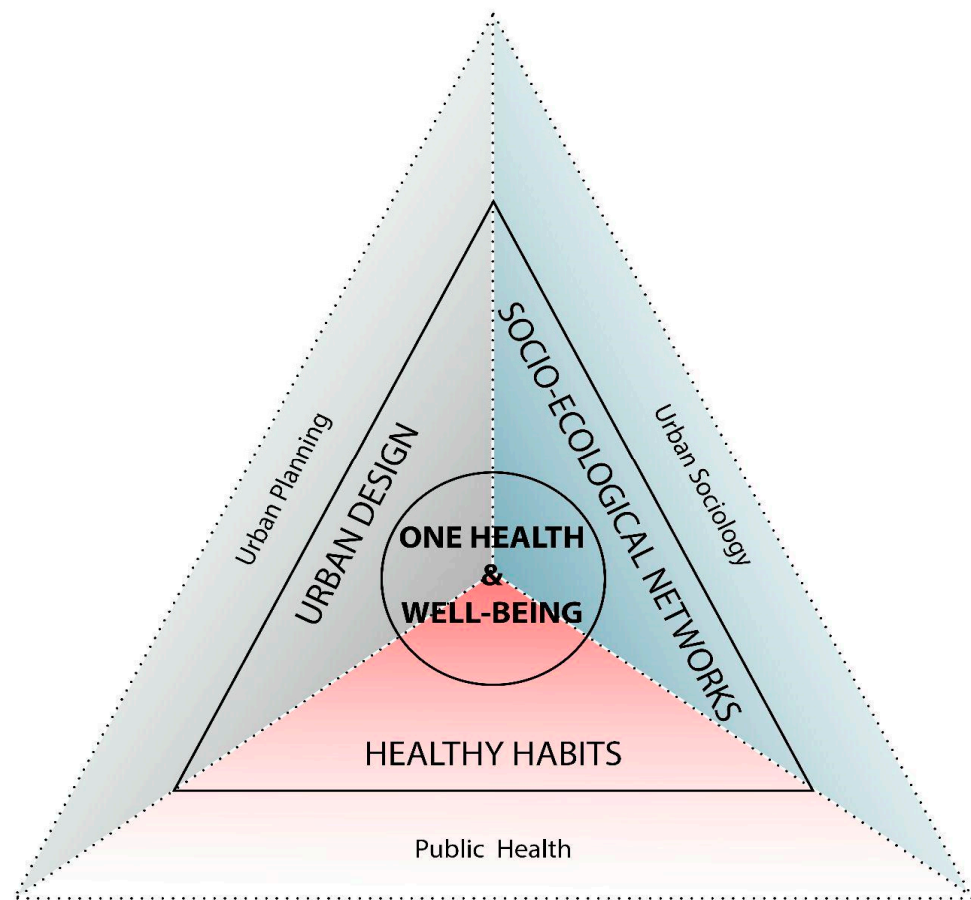 Urban Planning
URBAN DESIGN
SOCIO-ECOLOGICAL NETWORKS
Urban Sociology
ONE HEALTH
&
WELL-BEING
HEALTHY HABITS
Public Health